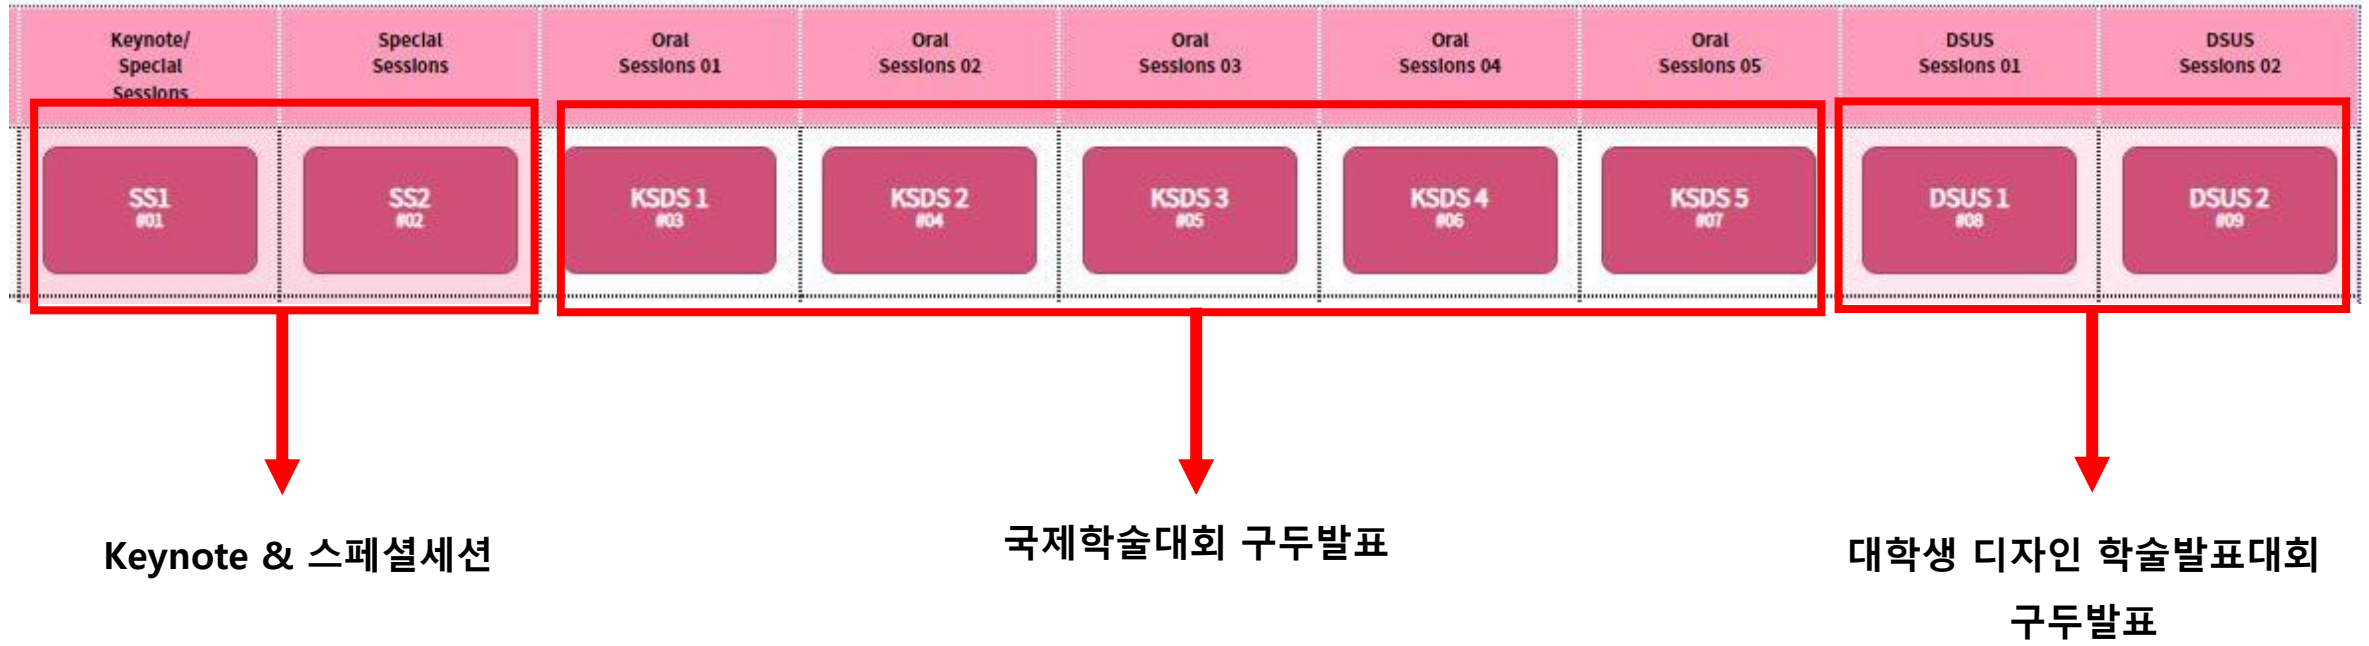 Keynote/
Special
Sessions
Special
Sessions
Oral
Sessions 01
Oral
Sessions 02
Oral
Sessions 03
Oral
Sessions 04
Oral
Sessions 05
DSUS
Sessions 01
DSUS
Sessions 02
SS1
#01
SS2
#02
KSDS 1
#03
KSDS 2
#04
KSDS 3
#05
KSDS 4
#06
KSDS 5
#07
DSUS 1
#08
DSUS 2
#09
Keynote & 스페셜세션
국제학술대회 구두발표
대학생 디자인 학술발표대회
구두발표